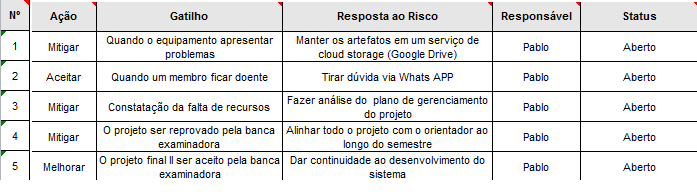 Nº Ação Gatilho Resposta ao Risco Responsável Status
1 Mitigar Quando o equipamento apresentar problemas Manter os artefatos em um serviço de cloud storage (Google Drive) Pablo Aberto
2 Aceitar Quando um membro ficar doente Tirar dúvida via Whats APP Pablo Aberto
3 Mitigar Constatação da falta de recursos Fazer análise do plano de gerenciamento do projeto Pablo Aberto
4 Mitigar O projeto ser reprovado pela banca examinadora Alinhar todo o projeto com o orientador ao longo do semestre Pablo Aberto
5 Melhorar O projeto final II ser aceito pela banca examinadora Dar continuidade ao desenvolvimento do sistema Pablo Aberto